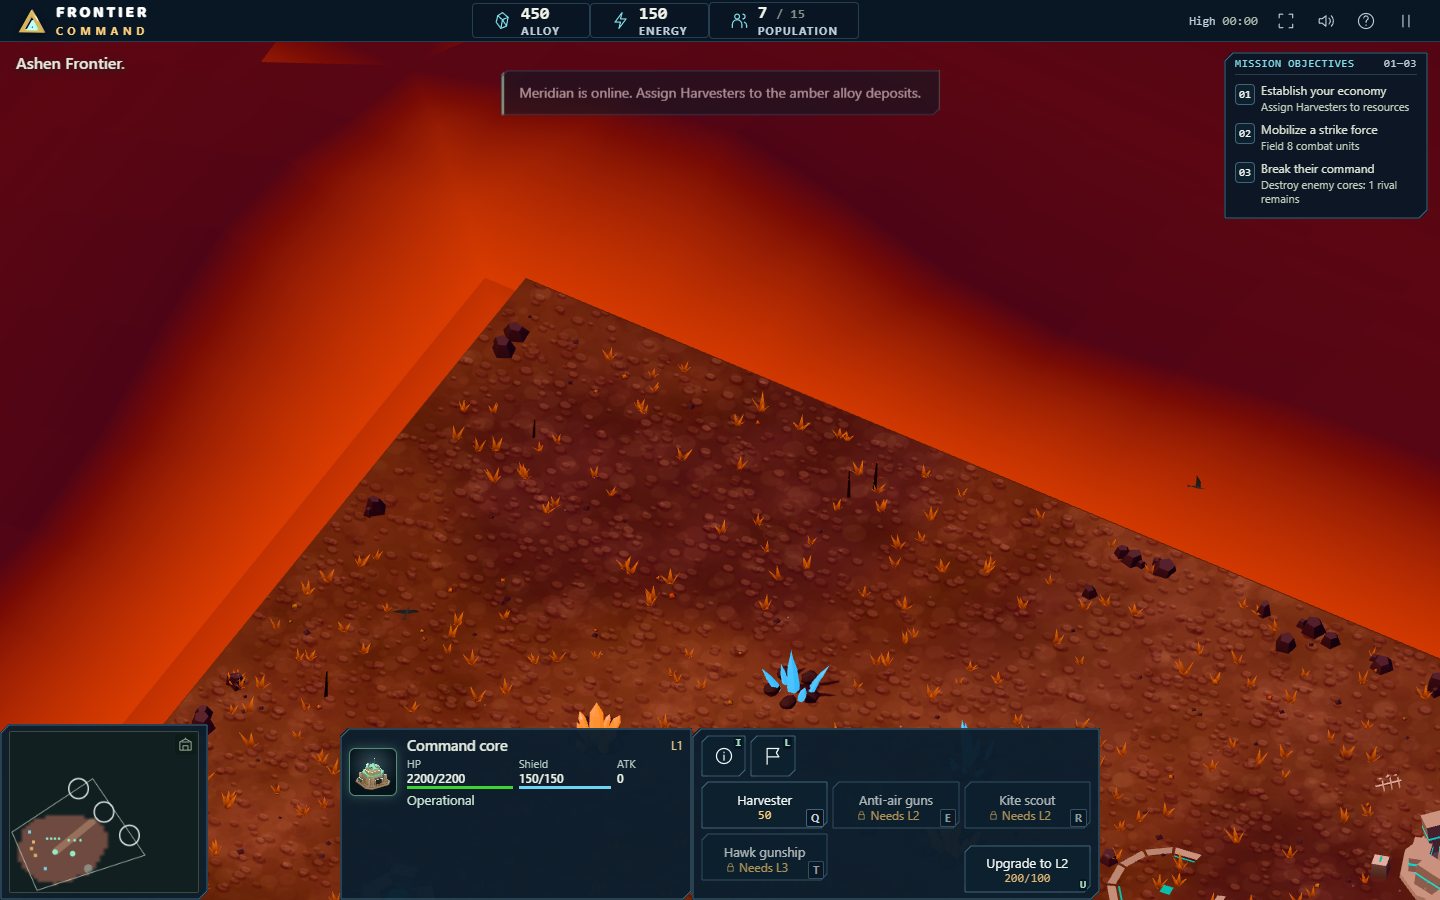 FRONTIER
COMMAND
450
ALLOY
150
ENERGY
7 / 15
POPULATION
High 00:00
Ashen Frontier.
Meridian is online. Assign Harvesters to the amber alloy deposits.
MISSION OBJECTIVES 01—03
01 Establish your economy
Assign Harvesters to resources
02 Mobilize a strike force
Field 8 combat units
03 Break their command
Destroy enemy cores: 1 rival
remains
Command core L1
HP Shield ATK
2200/2200 150/150 0
Operational
I L
Harvester
50 Q
Anti-air guns
Needs L2 E
Kite scout
Needs L2 R
Hawk gunship
Needs L3 T
Upgrade to L2
200/100
U